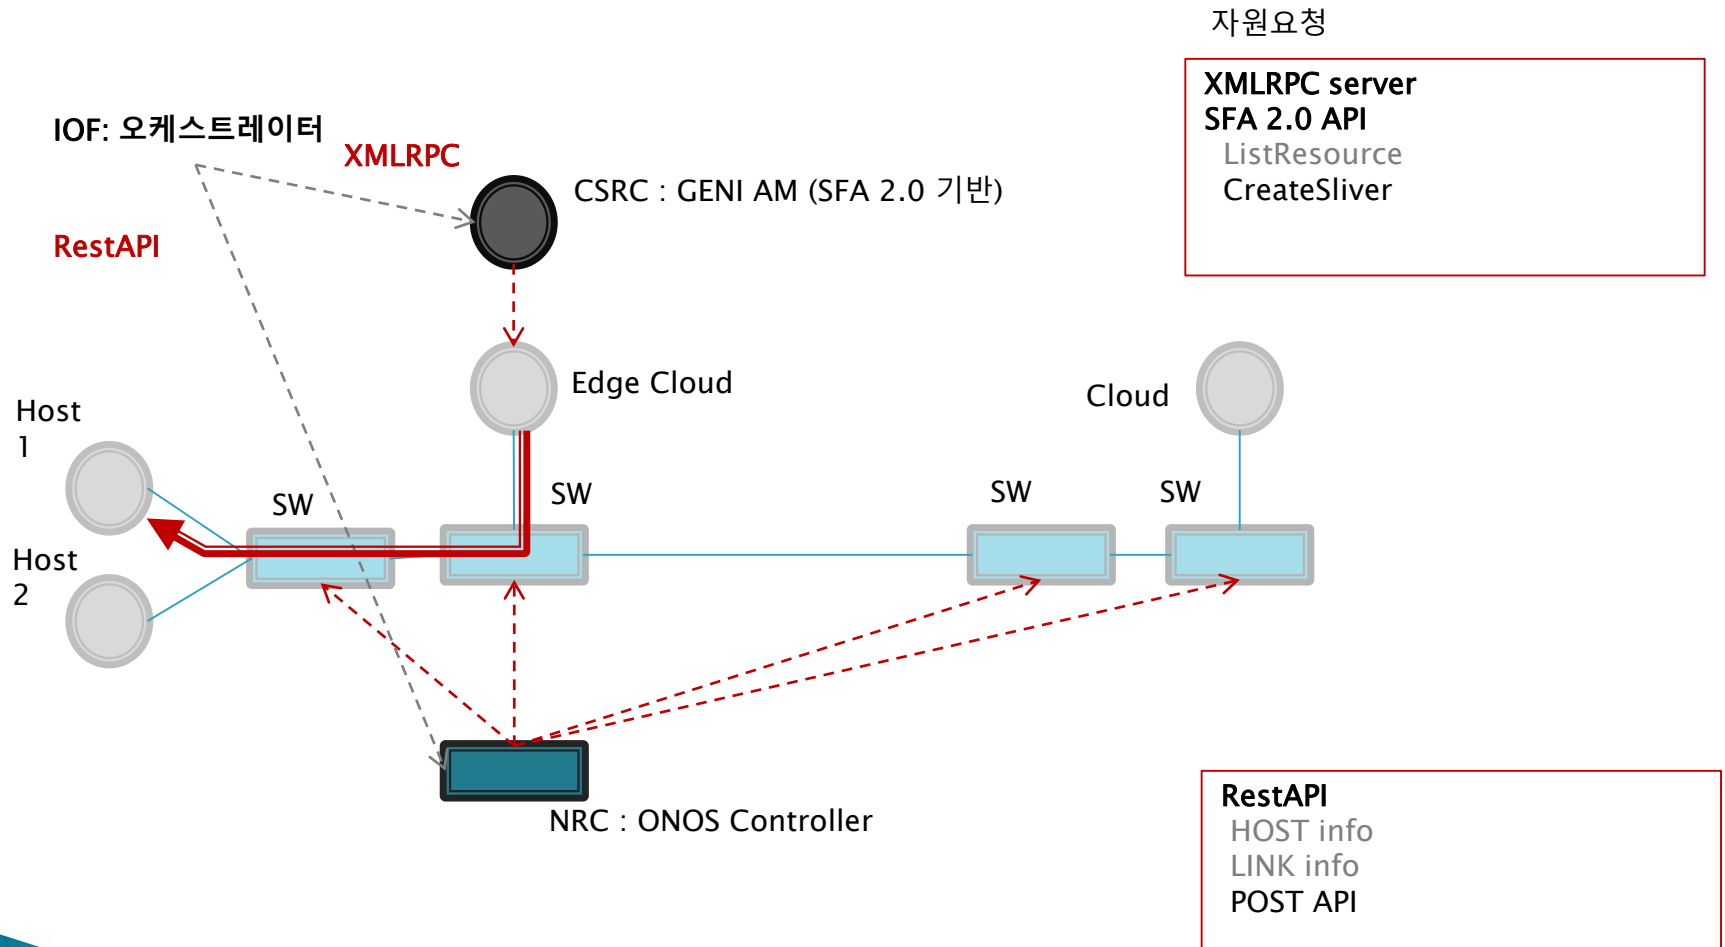 자원요청
XMLRPC server
SFA 2.0 API
ListResource
CreateSliver
IOF: 오케스트레이터
XMLRPC
CSRC : GENI AM (SFA 2.0 기반)
RestAPI
Edge Cloud
Cloud
Host
1
SW
SW
SW
SW
Host
2
NRC : ONOS Controller
RestAPI
HOST info
LINK info
POST API